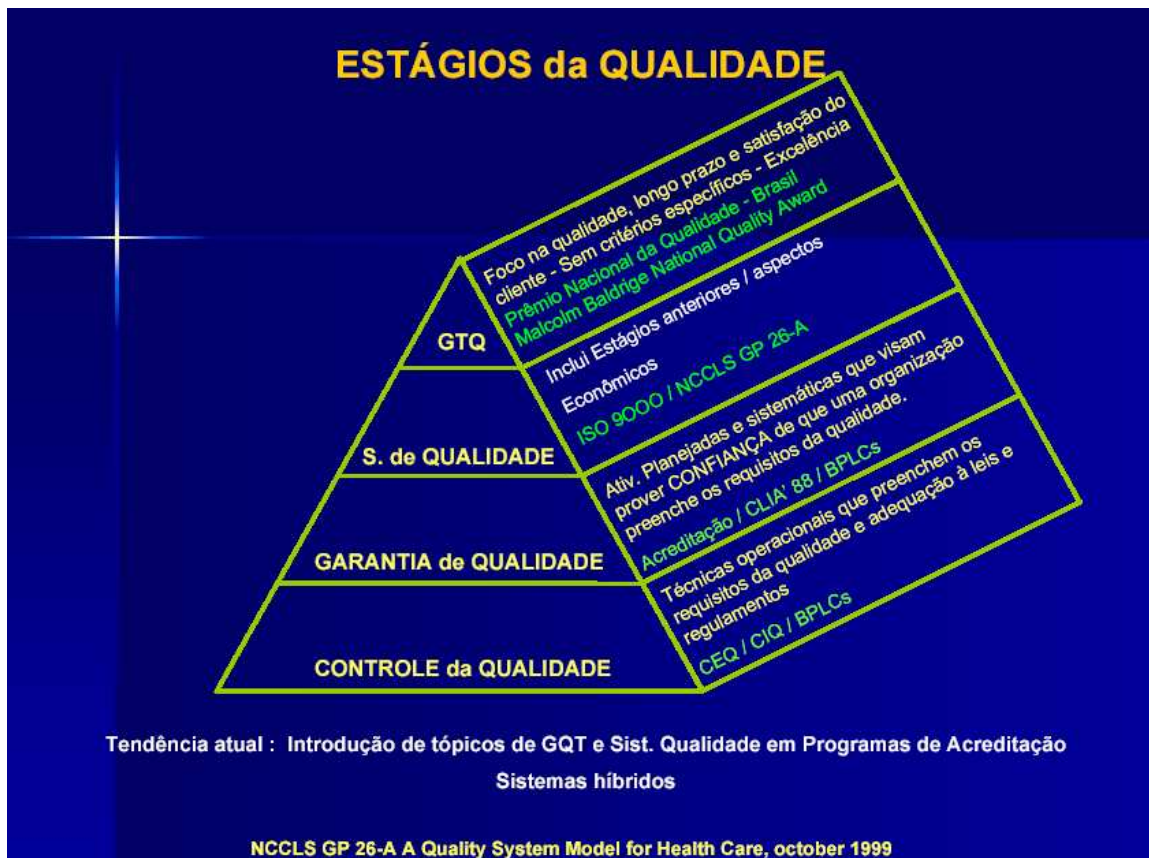 ESTÁGIOS da QUALIDADE
GTQ
Foco na qualidade, longo prazo e satisfação do
cliente - Sem critérios específicos - Excelência
Prêmio Nacional da Qualidade - Brasil
Malcolm Baldrige National Quality Award
S. de QUALIDADE
Inclui Estágios anteriores / aspectos
Econômicos
ISO 9OOO / NCCLS GP 26-A
GARANTIA de QUALIDADE
Ativ. Planejadas e sistemáticas que visam
prover CONFIANÇA de que uma organização
preenche os requisitos da qualidade.
Acreditação / CLIA' 88 / BPLCs
CONTROLE da QUALIDADE
Técnicas operacionais que preenchem os
requisitos da qualidade e adequação à leis e
regulamentos
CEQ / CIQ / BPLCs
Tendência atual : Introdução de tópicos de GQT e Sist. Qualidade em Programas de Acreditação
Sistemas híbridos
NCCLS GP 26-A A Quality System Model for Health Care, october 1999